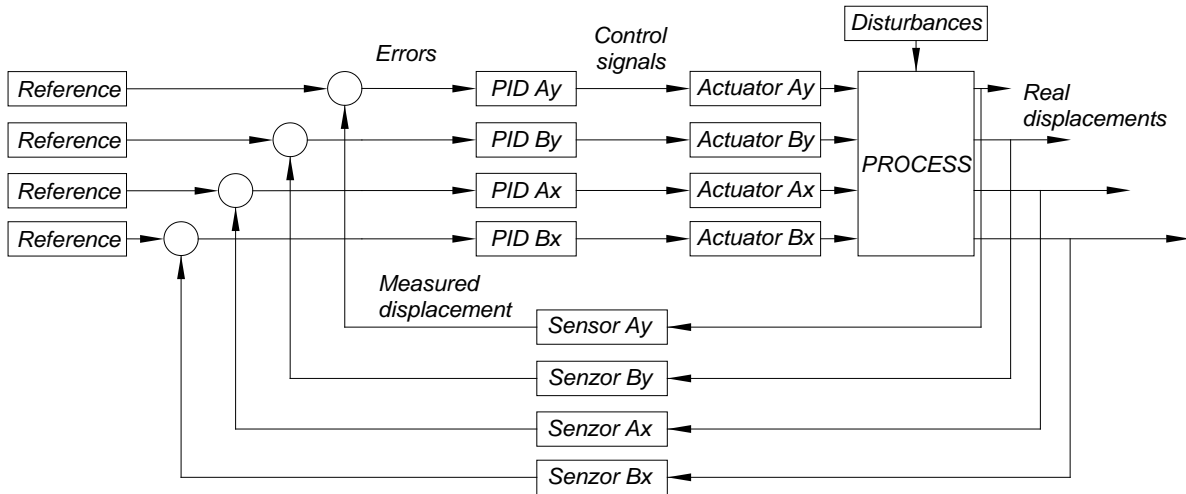 Disturbances
Errors
Control
signals
Reference
PID Ay
Actuator Ay
Real
displacements
Reference
PID By
Actuator By
PROCESS
Reference
PID Ax
Actuator Ax
Reference
PID Bx
Actuator Bx
Measured
displacement
Sensor Ay
Senzor By
Senzor Ax
Senzor Bx